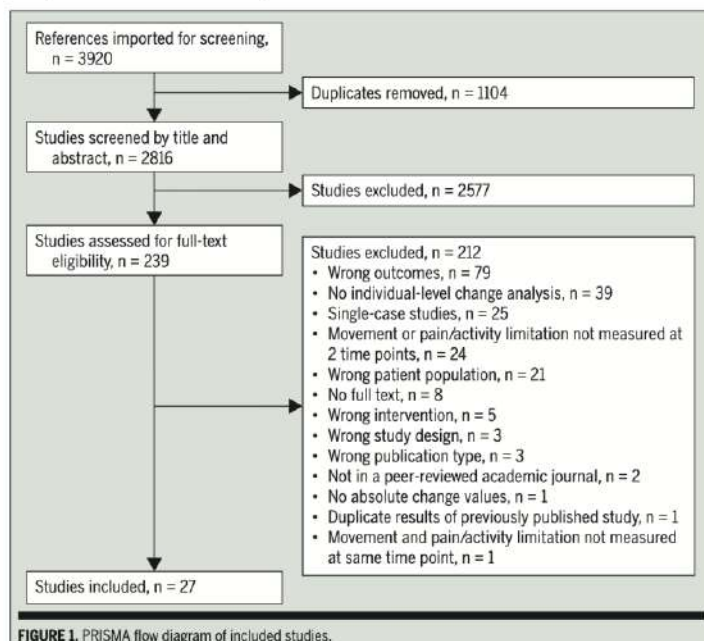 References imported for screening,
n = 3920
Duplicates removed, n = 1104
Studies screened by title and
abstract, n = 2816
Studies excluded, n = 2577
Studies assessed for full-text
eligibility, n = 239
Studies excluded, n = 212
• Wrong outcomes, n = 79
• No individual-level change analysis, n = 39
• Single-case studies, n = 25
• Movement or pain/activity limitation not measured at
2 time points, n = 24
• Wrong patient population, n = 21
• No full text, n = 8
• Wrong intervention, n = 5
• Wrong study design, n = 3
• Wrong publication type, n = 3
• Not in a peer-reviewed academic journal, n = 2
• No absolute change values, n = 1
• Duplicate results of previously published study, n = 1
• Movement and pain/activity limitation not measured
at same time point, n = 1
Studies included, n = 27
FIGURE 1. PRISMA flow diagram of included studies.